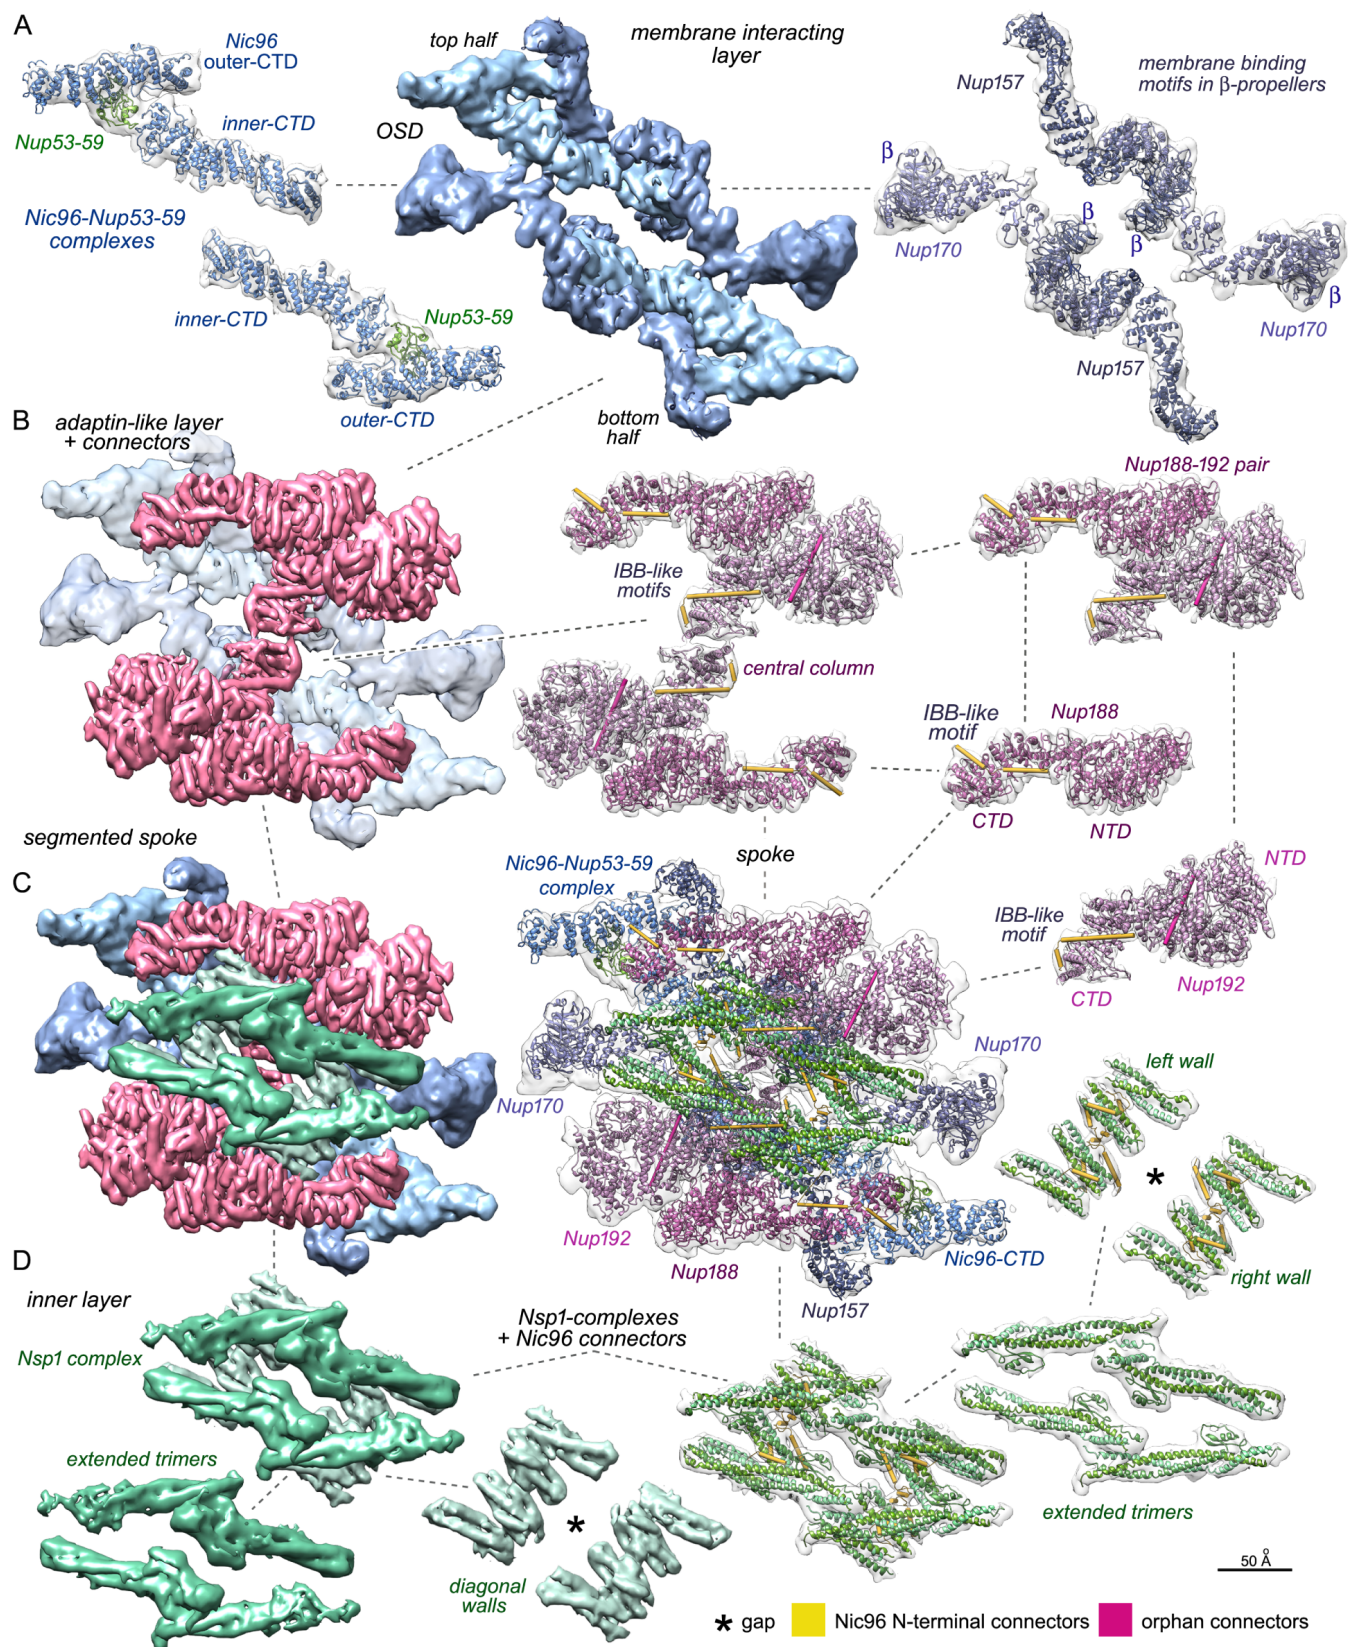 A
Nic96
outer-CTD
top half
membrane interacting
layer
Nup157
membrane binding
motifs in β-propellers
inner-CTD
OSD
Nup53-59
β
Nic96-Nup53-59
complexes
Nup170
β
β
inner-CTD
Nup53-59
β
Nup170
Nup157
outer-CTD
B
adaptin-like layer
+ connectors
bottom
half
Nup188-192 pair
IBB-like
motifs
central column
IBB-like
motif
Nup188
CTD
NTD
segmented spoke
spoke
C
Nic96-Nup53-59
complex
NTD
IBB-like
motif
CTD
Nup192
Nup170
Nup170
left wall
*
Nup192
Nup188
Nic96-CTD
Nup157
right wall
D
inner layer
Nsp1-complexes
+ Nic96 connectors
Nsp1 complex
extended trimers
extended trimers
*
diagonal
walls
50 Å
* gap
Nic96 N-terminal connectors
orphan connectors